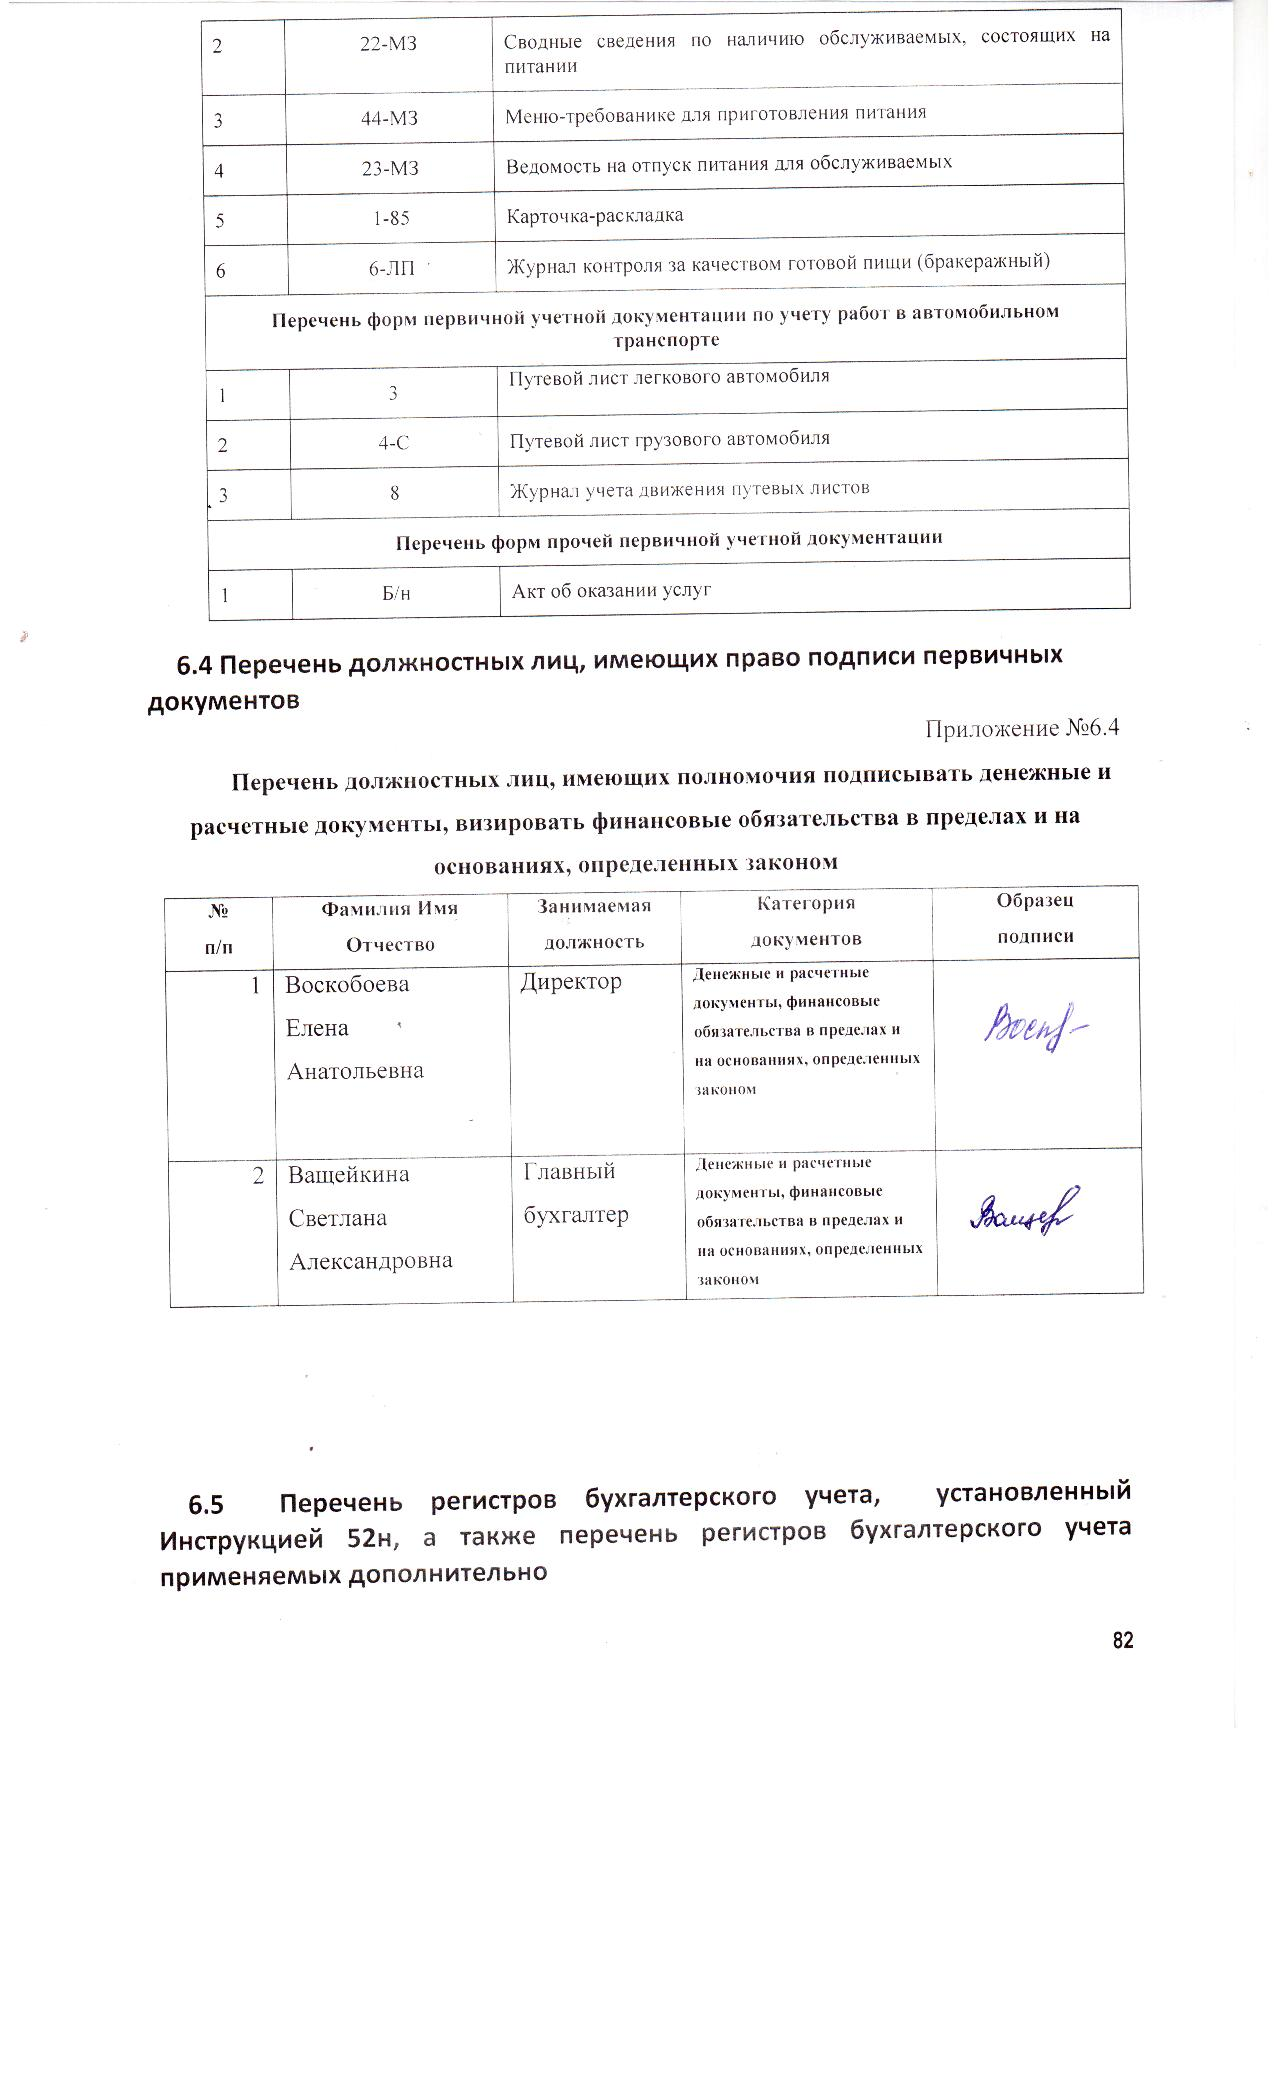 2 22-МЗ Сводные сведения по наличию обслуживаемых, состоящих на
питании
3 44-МЗ Меню-требованике для приготовления питания
4 23-МЗ Ведомость на отпуск питания для обслуживаемых
5 1-85 Карточка-раскладка
6 6-ЛП Журнал контроля за качеством готовой пищи (бракеражный)
Перечень форм первичной учетной документации по учету работ в автомобильном
транспорте
1 3 Путевой лист легкового автомобиля
2 4-С Путевой лист грузового автомобиля
3 8 Журнал учета движения путевых листов
Перечень форм прочей первичной учетной документации
1 Б/н Акт об оказании услуг
6.4 Перечень должностных лиц, имеющих право подписи первичных
документов
Приложение №6.4
Перечень должностных лиц, имеющих полномочия подписывать денежные и
расчетные документы, визировать финансовые обязательства в пределах и на
основаниях, определенных законом
№ Фамилия Имя Занимаемая Категория Образец
п/п Отчество должность документов подписи
1 Воскобоева Директор Денежные и расчетные
документы, финансовые
Елена обязательства в пределах и
на основаниях, определенных
Анатольевна законом
2 Ващейкина Главный Денежные и расчетные
документы, финансовые
Светлана бухгалтер обязательства в пределах и
на основаниях, определенных
Александровна законом
6.5 Перечень регистров бухгалтерского учета, установленный
Инструкцией 52н, а также перечень регистров бухгалтерского учета
применяемых дополнительно
82